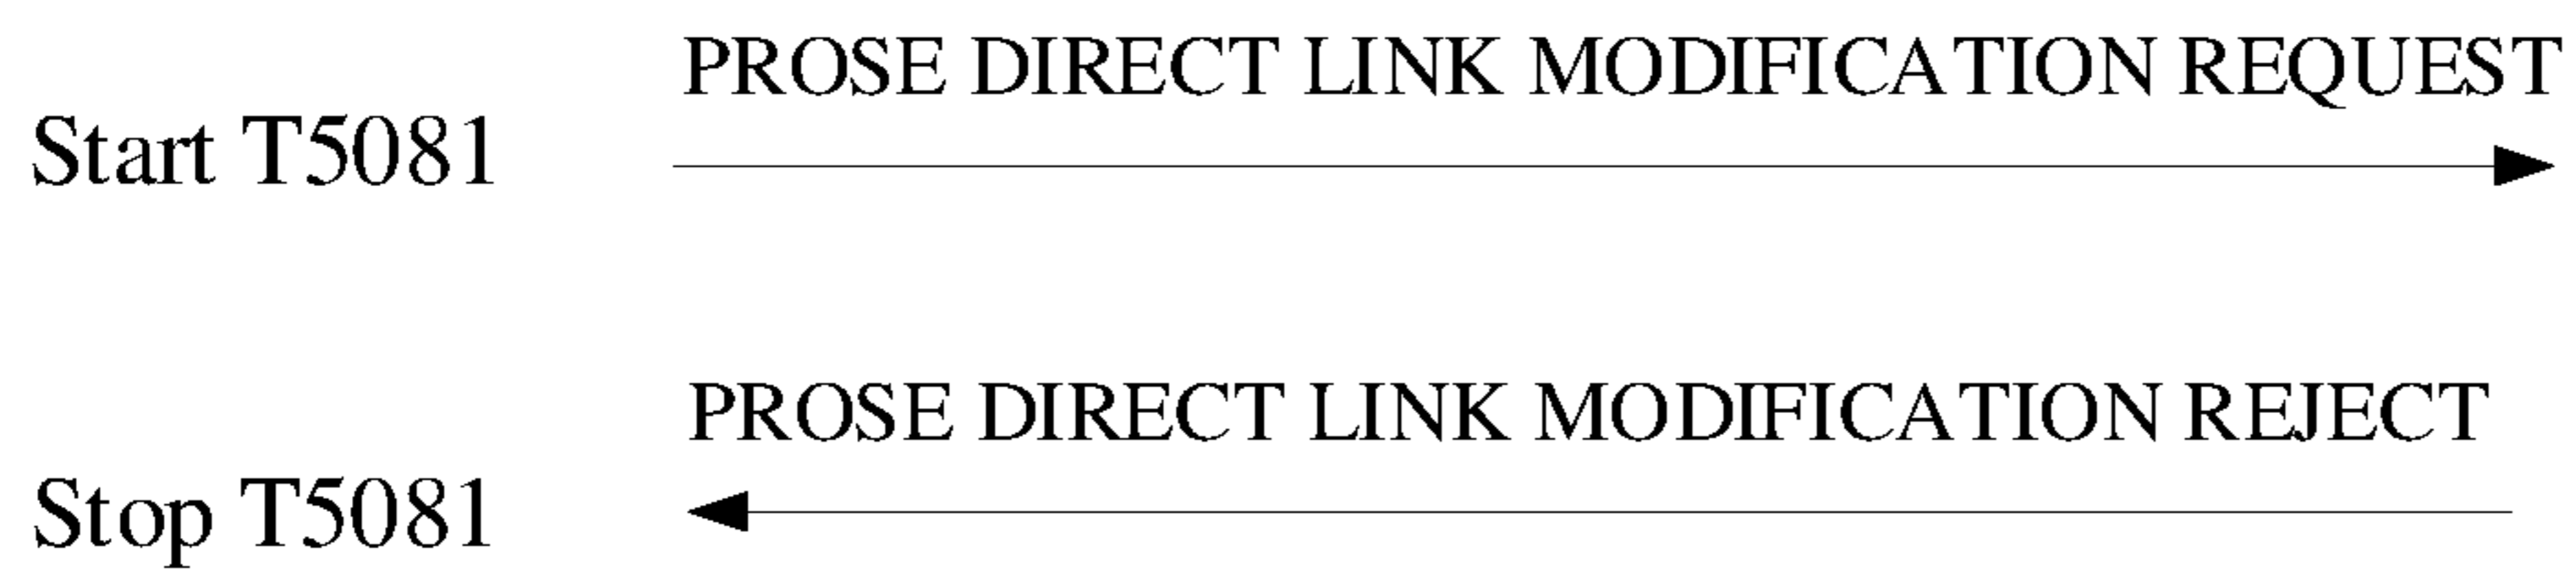 PROSE DIRECT LINK MODIFICATION REQUEST
Start T5081
PROSE DIRECT LINK MODIFICATION REJECT
Stop T5081